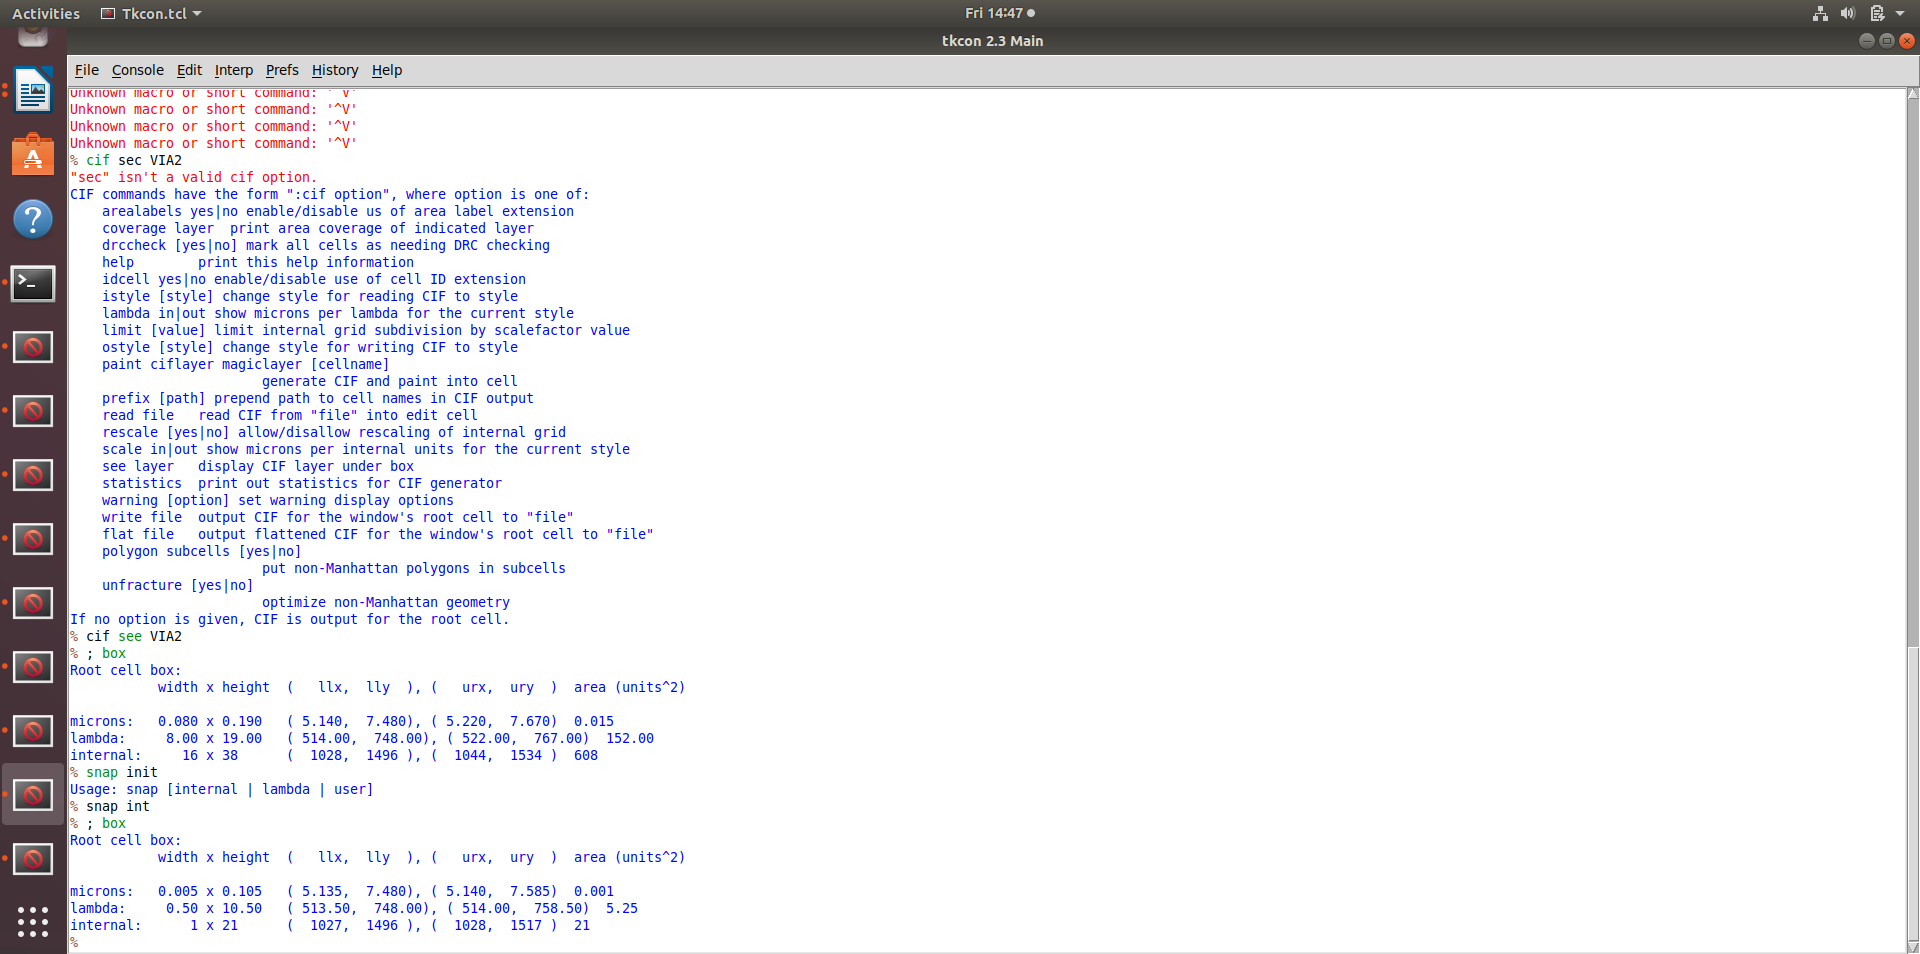 Activities Tkcon.tcl Fri 14:47
tkcon 2.3 Main
File Console Edit Interp Prefs History Help
Unknown macro or short command: '^V'
Unknown macro or short command: '^V'
Unknown macro or short command: '^V'
Unknown macro or short command: '^V'
% cif sec VIA2
"sec" isn't a valid cif option.
CIF commands have the form ":cif option", where option is one of:
    arealabels yes|no enable/disable us of area label extension
    coverage layer  print area coverage of indicated layer
    drccheck [yes|no] mark all cells as needing DRC checking
    help        print this help information
    idcell yes|no enable/disable use of cell ID extension
    istyle [style] change style for reading CIF to style
    lambda in|out show microns per lambda for the current style
    limit [value] limit internal grid subdivision by scalefactor value
    ostyle [style] change style for writing CIF to style
    paint ciflayer magiclayer [cellname]
                        generate CIF and paint into cell
    prefix [path] prepend path to cell names in CIF output
    read file   read CIF from "file" into edit cell
    rescale [yes|no] allow/disallow rescaling of internal grid
    scale in|out show microns per internal units for the current style
    see layer   display CIF layer under box
    statistics  print out statistics for CIF generator
    warning [option] set warning display options
    write file  output CIF for the window's root cell to "file"
    flat file   output flattened CIF for the window's root cell to "file"
    polygon subcells [yes|no]
                        put non-Manhattan polygons in subcells
    unfracture [yes|no]
                        optimize non-Manhattan geometry
If no option is given, CIF is output for the root cell.
% cif see VIA2
% ; box
Root cell box:
           width x height  (   llx,  lly  ), (   urx,  ury  )  area (units^2)
microns:   0.080 x 0.190   ( 5.140,  7.480), ( 5.220,  7.670)  0.015
lambda:     8.00 x 19.00   ( 514.00,  748.00), ( 522.00,  767.00)  152.00
internal:     16 x 38      (  1028,  1496 ), (  1044,  1534 )  608
% snap init
Usage: snap [internal | lambda | user]
% snap int
% ; box
Root cell box:
           width x height  (   llx,  lly  ), (   urx,  ury  )  area (units^2)
microns:   0.005 x 0.105   ( 5.135,  7.480), ( 5.140,  7.585)  0.001
lambda:     0.50 x 10.50   ( 513.50,  748.00), ( 514.00,  758.50)  5.25
internal:      1 x 21      (  1027,  1496 ), (  1028,  1517 )  21
%